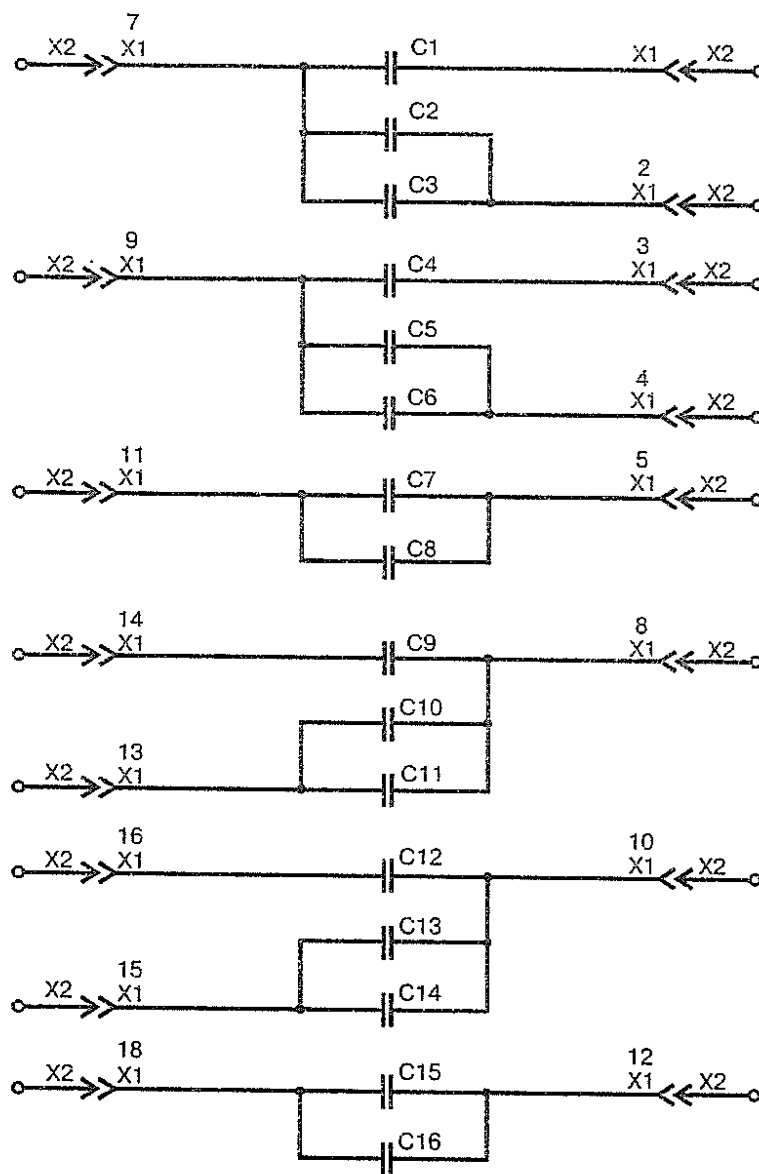 7
X2 X1 C1 X1 X2
C2
C3 2
X1 X2
9 3
X2 X1 C4 X1 X2
C5
C6 4
X1 X2
11 5
X2 X1 C7 X1 X2
C8
14 8
X2 X1 C9 X1 X2
C10
13
X2 X1 C11
16 10
X2 X1 C12 X1 X2
C13
15
X2 X1 C14
18 12
X2 X1 C15 X1 X2
C16